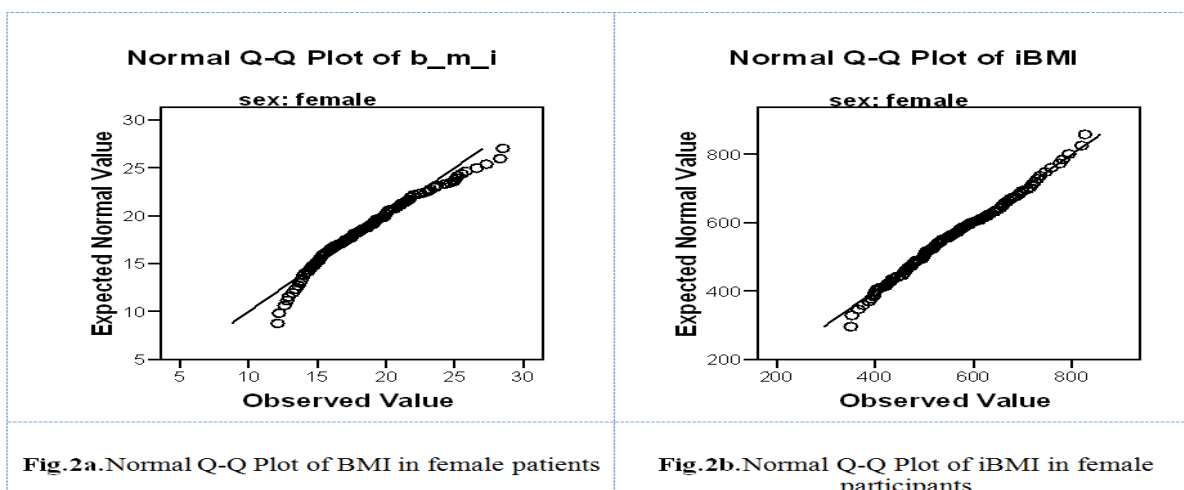 Normal Q-Q Plot of b_m_i
sex: female
Expected Normal Value
30
25
20
15
10
5
5 10 15 20 25 30
Observed Value
Fig.2a.Normal Q-Q Plot of BMI in female patients
Normal Q-Q Plot of iBMI
sex: female
Expected Normal Value
800
600
400
200
200 400 600 800
Observed Value
Fig.2b.Normal Q-Q Plot of iBMI in female
participants